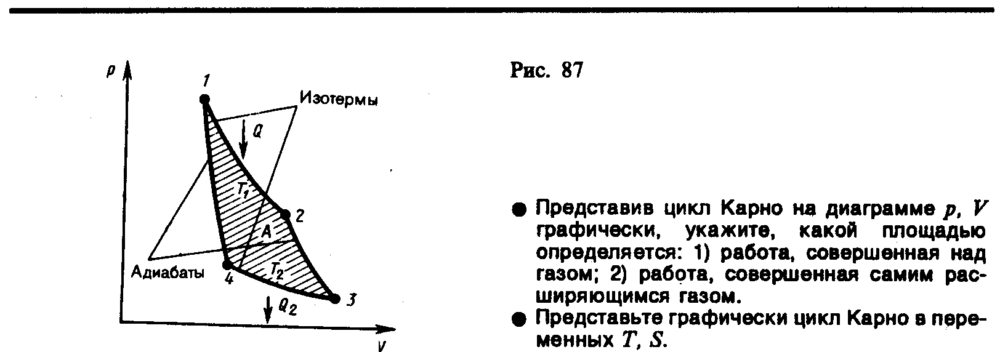 p
1
Изотермы
Q
T₁
2
A
Адиабаты
T₂
4
3
Q₂
V
Рис. 87
● Представив цикл Карно на диаграмме p, V
графически, укажите, какой площадью
определяется: 1) работа, совершенная над
газом; 2) работа, совершенная самим рас-
ширяющимся газом.
● Представьте графически цикл Карно в пере-
менных T, S.